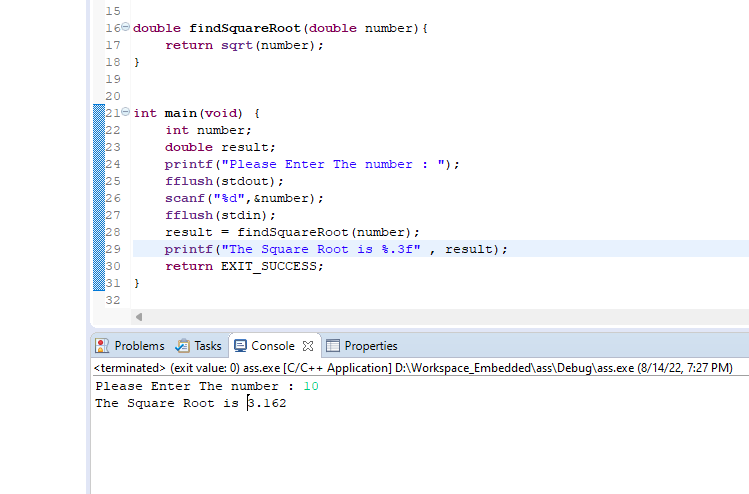 15
16 double findSquareRoot(double number){
17     return sqrt(number);
18 }
19
20
21 int main(void) {
22     int number;
23     double result;
24     printf("Please Enter The number : ");
25     fflush(stdout);
26     scanf("%d",&number);
27     fflush(stdin);
28     result = findSquareRoot(number);
29     printf("The Square Root is %.3f" , result);
30     return EXIT_SUCCESS;
31 }
32
Problems Tasks Console Properties
<terminated> (exit value: 0) ass.exe [C/C++ Application] D:\Workspace_Embedded\ass\Debug\ass.exe (8/14/22, 7:27 PM)
Please Enter The number : 10
The Square Root is 3.162